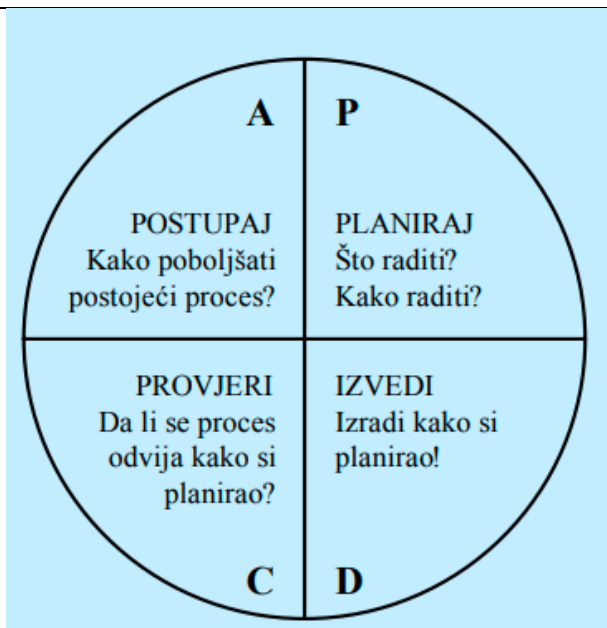 A
POSTUPAJ
Kako poboljšati
postojeći proces?
P
PLANIRAJ
Što raditi?
Kako raditi?
PROVJERI
Da li se proces
odvija kako si
planirao?
C
IZVEDI
Izradi kako si
planirao!
D